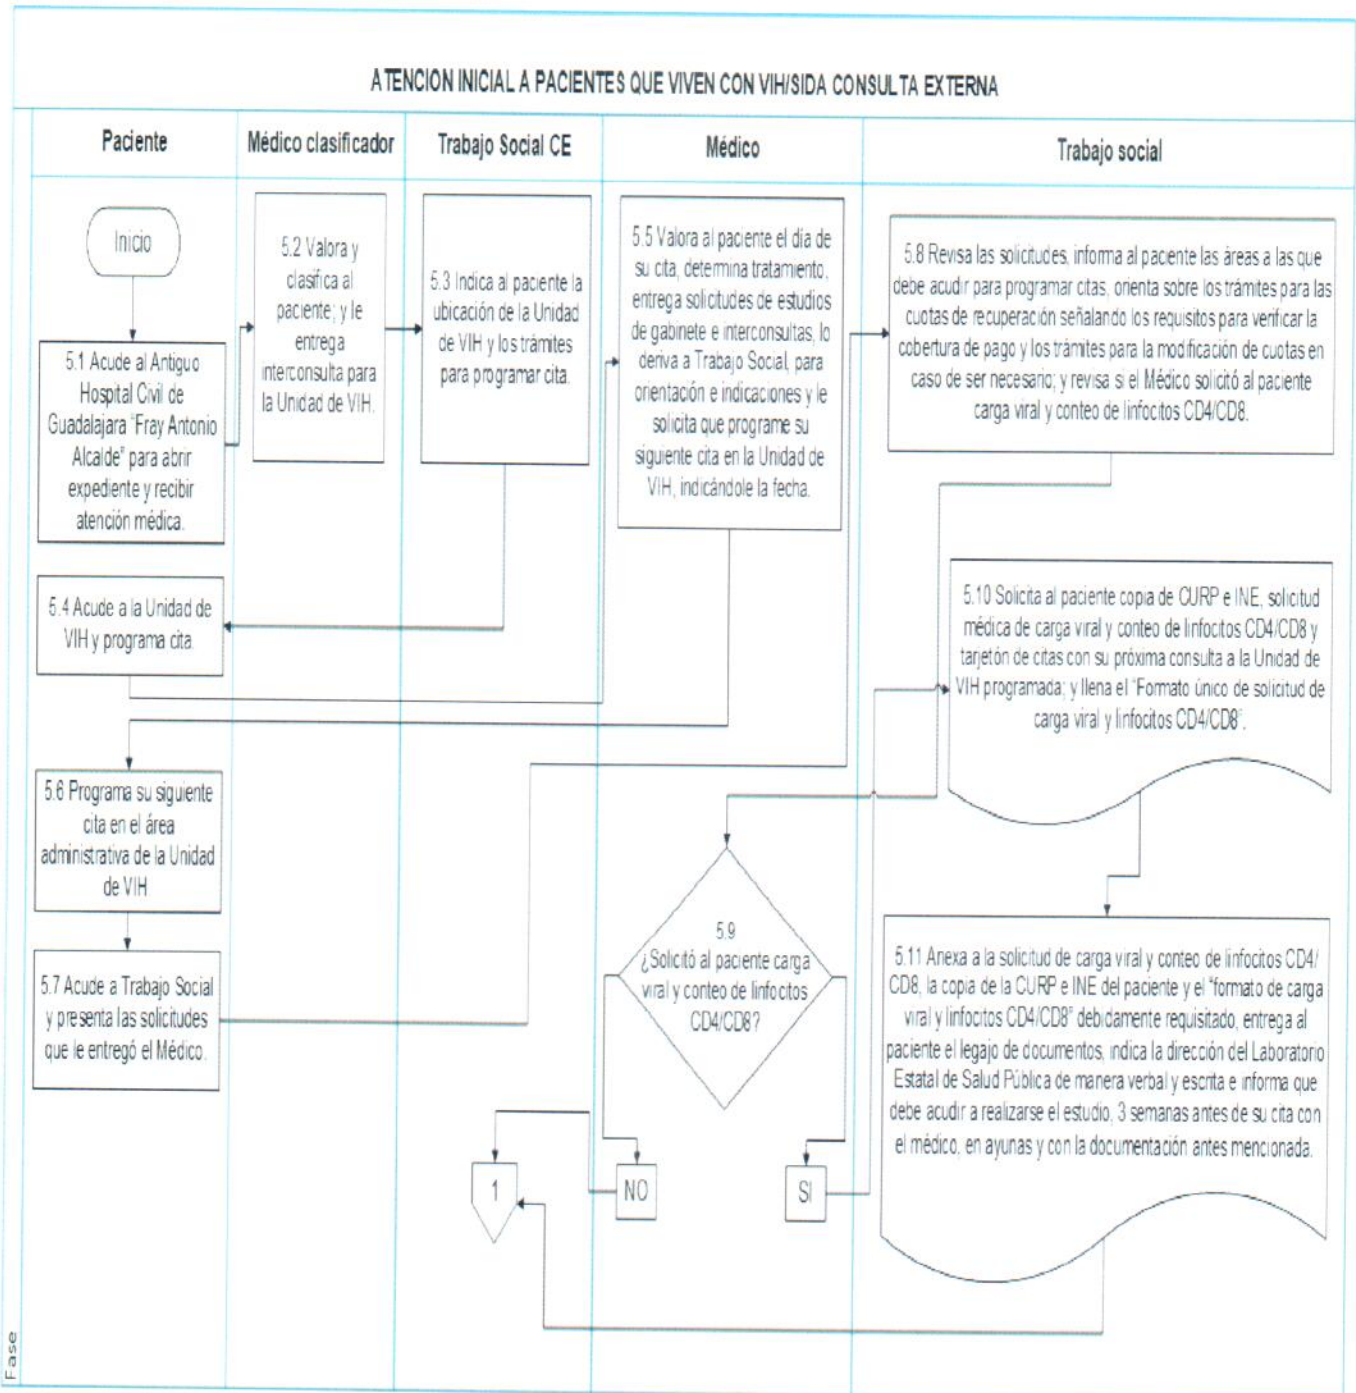 ATENCION INICIAL A PACIENTES QUE VIVEN CON VIH/SIDA CONSULTA EXTERNA
Paciente
Médico clasificador
Trabajo Social CE
Médico
Trabajo social
Inicio
5.1 Acude al Antiguo
Hospital Civil de
Guadalajara "Fray Antonio
Alcalde" para abrir
expediente y recibir
atención médica.
5.2 Valora y
clasifica al
paciente; y le
entrega
interconsulta para
la Unidad de VIH.
5.3 Indica al paciente la
ubicación de la Unidad
de VIH y los trámites
para programar cita.
5.4 Acude a la Unidad de
VIH y programa cita.
5.5 Valora al paciente el día de
su cita, determina tratamiento,
entrega solicitudes de estudios
de gabinete e interconsultas, lo
deriva a Trabajo Social, para
orientación e indicaciones y le
solicita que programe su
siguiente cita en la Unidad de
VIH, indicándole la fecha.
5.6 Programa su siguiente
cita en el área
administrativa de la Unidad
de VIH
5.7 Acude a Trabajo Social
y presenta las solicitudes
que le entregó el Médico.
5.8 Revisa las solicitudes, informa al paciente las áreas a las que
debe acudir para programar citas, orienta sobre los trámites para las
cuotas de recuperación señalando los requisitos para verificar la
cobertura de pago y los trámites para la modificación de cuotas en
caso de ser necesario; y revisa si el Médico solicitó al paciente
carga viral y conteo de linfocitos CD4/CD8.
5.9
¿Solicitó al paciente carga
viral y conteo de linfocitos
CD4/CD8?
NO
SI
1
5.10 Solicita al paciente copia de CURP e INE, solicitud
médica de carga viral y conteo de linfocitos CD4/CD8 y
tarjetón de citas con su próxima consulta a la Unidad de
VIH programada; y llena el "Formato único de solicitud de
carga viral y linfocitos CD4/CD8".
5.11 Anexa a la solicitud de carga viral y conteo de linfocitos CD4/
CD8, la copia de la CURP e INE del paciente y el "formato de carga
viral y linfocitos CD4/CD8" debidamente requisitado, entrega al
paciente el legajo de documentos, indica la dirección del Laboratorio
Estatal de Salud Pública de manera verbal y escrita e informa que
debe acudir a realizarse el estudio, 3 semanas antes de su cita con
el médico, en ayunas y con la documentación antes mencionada.
Fase